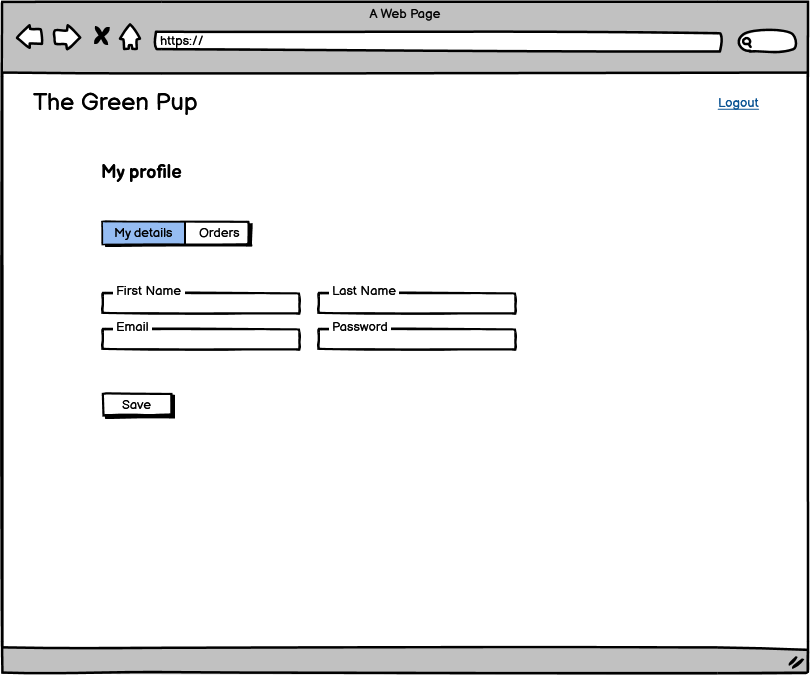 A Web Page
https://
The Green Pup
Logout
My profile
My details Orders
First Name Last Name
Email Password
Save